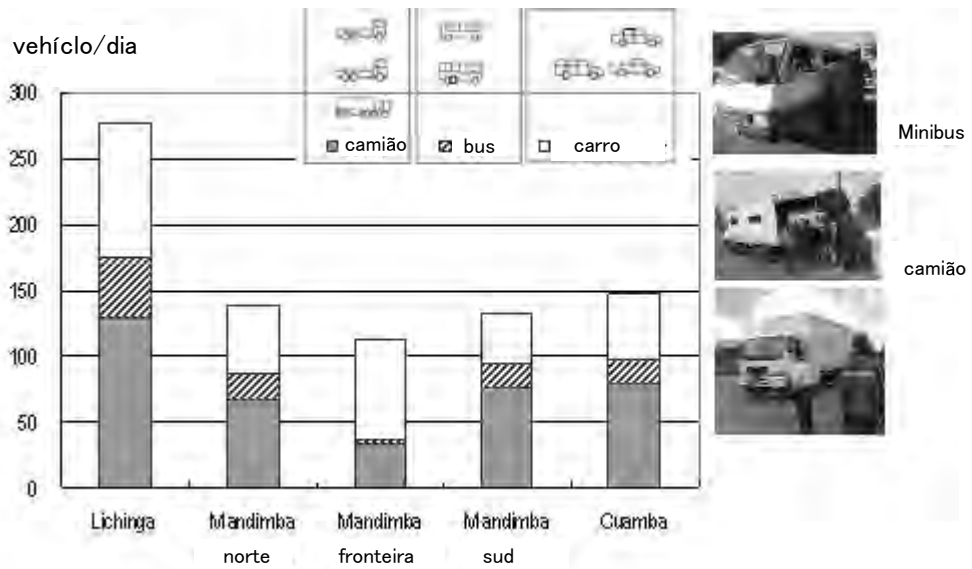 vehíclo/dia
camião bus carro
300
250
200
150
100
50
0
Lichinga Mandimba norte Mandimba fronteira Mandimba sud Cuamba
Minibus
camião